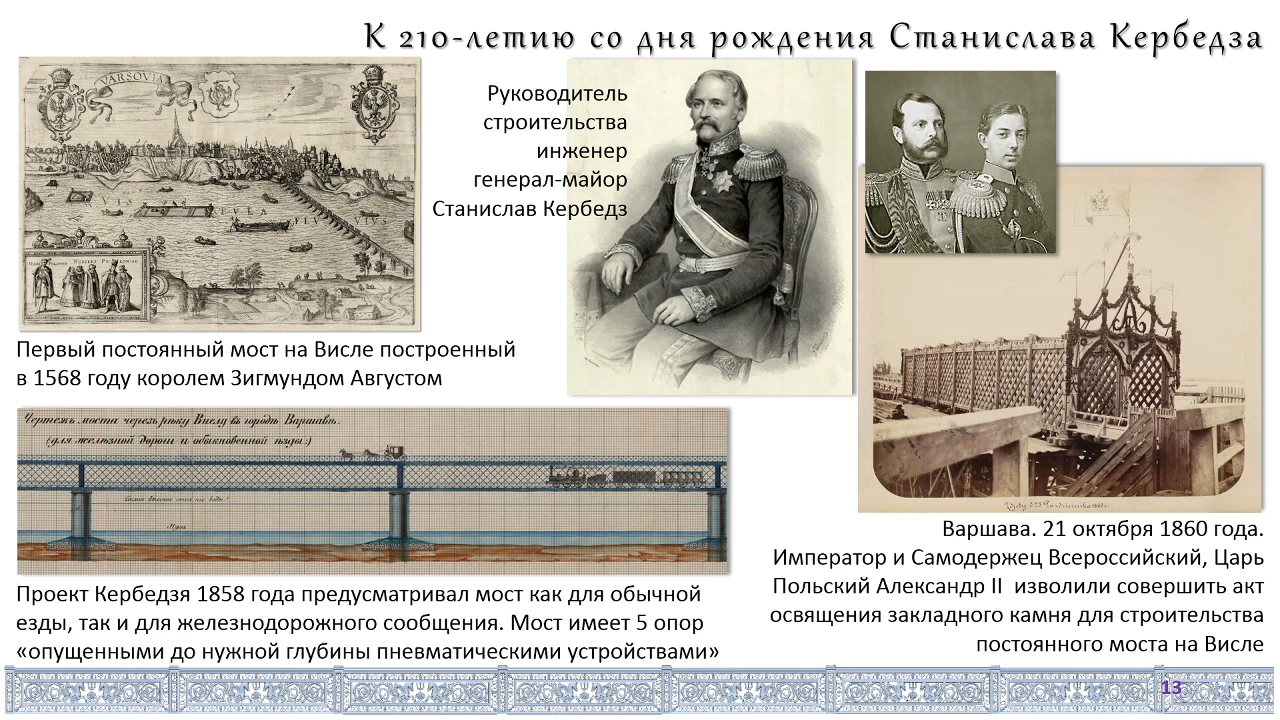 К 210-летию со дня рождения Станислава Кербедза
VARSOVIA
VISTULA FLUVIUS
NOBILES POLONIAE
Руководитель
строительства
инженер
генерал-майор
Станислав Кербедз
Первый постоянный мост на Висле построенный
в 1568 году королем Зигмундом Августом
Чертежъ моста черезъ рѣку Вислу въ городѣ Варшавѣ.
(для желѣзной дороги и обыкновенной ѣзды:)
Проект Кербедзя 1858 года предусматривал мост как для обычной
езды, так и для железнодорожного сообщения. Мост имеет 5 опор
«опущенными до нужной глубины пневматическими устройствами»
A
Варшава. 21 октября 1860 года.
Император и Самодержец Всероссийский, Царь
Польский Александр II  изволили совершить акт
освящения закладного камня для строительства
постоянного моста на Висле
13